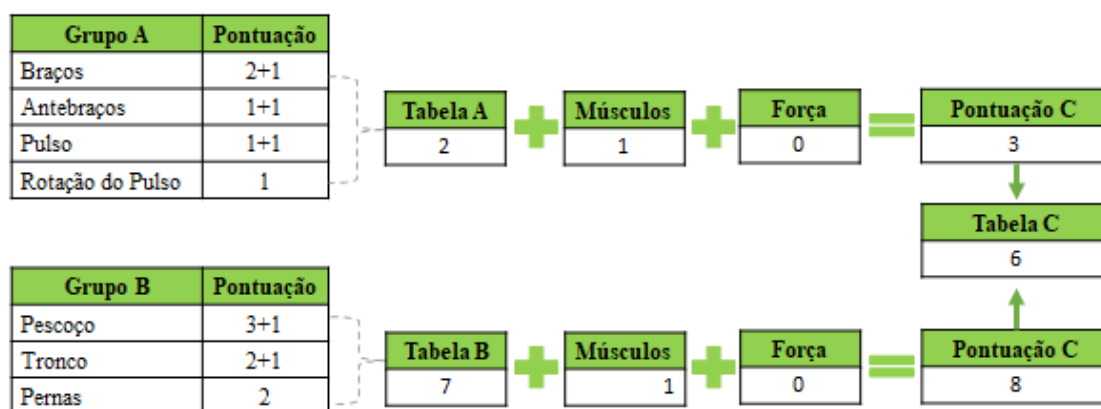 Grupo A Pontuação
Braços 2+1
Antebraços 1+1
Pulso 1+1
Rotação do Pulso 1
Tabela A Músculos Força Pontuação C
2 + 1 + 0 = 3
Tabela C
6
Grupo B Pontuação
Pescoço 3+1
Tronco 2+1
Pernas 2
Tabela B Músculos Força Pontuação C
7 + 1 + 0 = 8